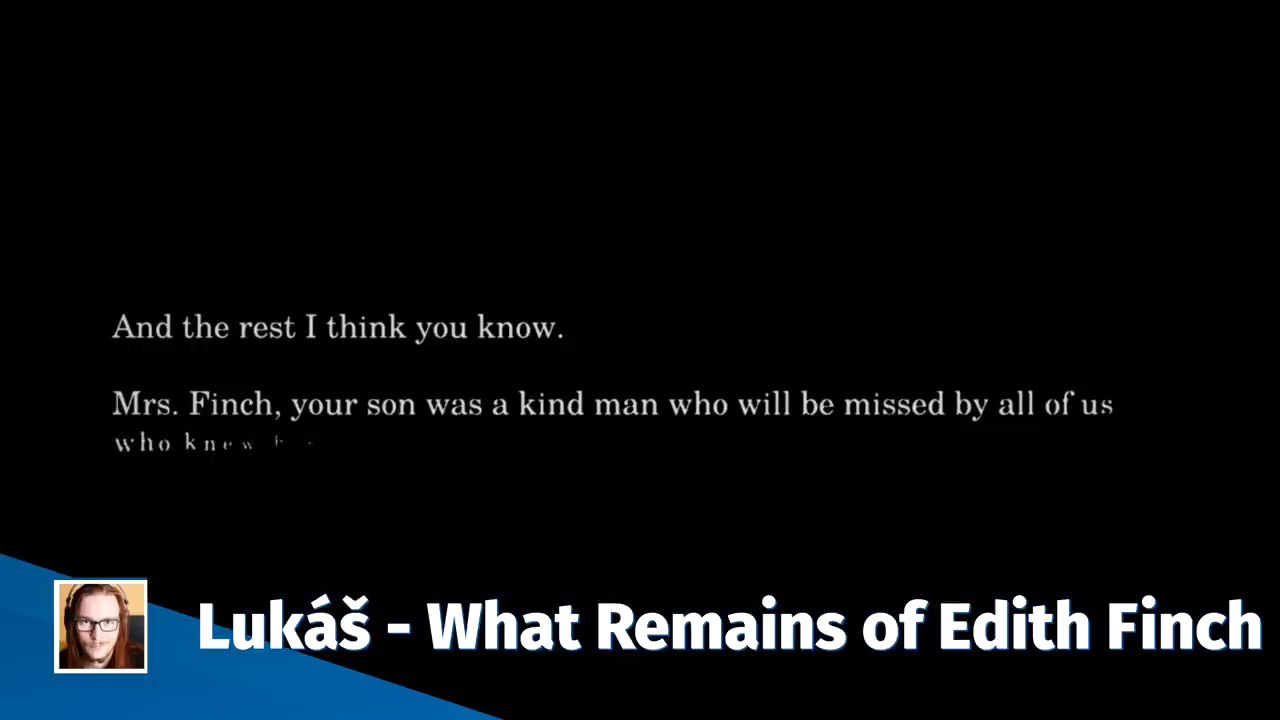 And the rest I think you know.
Mrs. Finch, your son was a kind man who will be missed by all of us
who knew
Lukáš - What Remains of Edith Finch